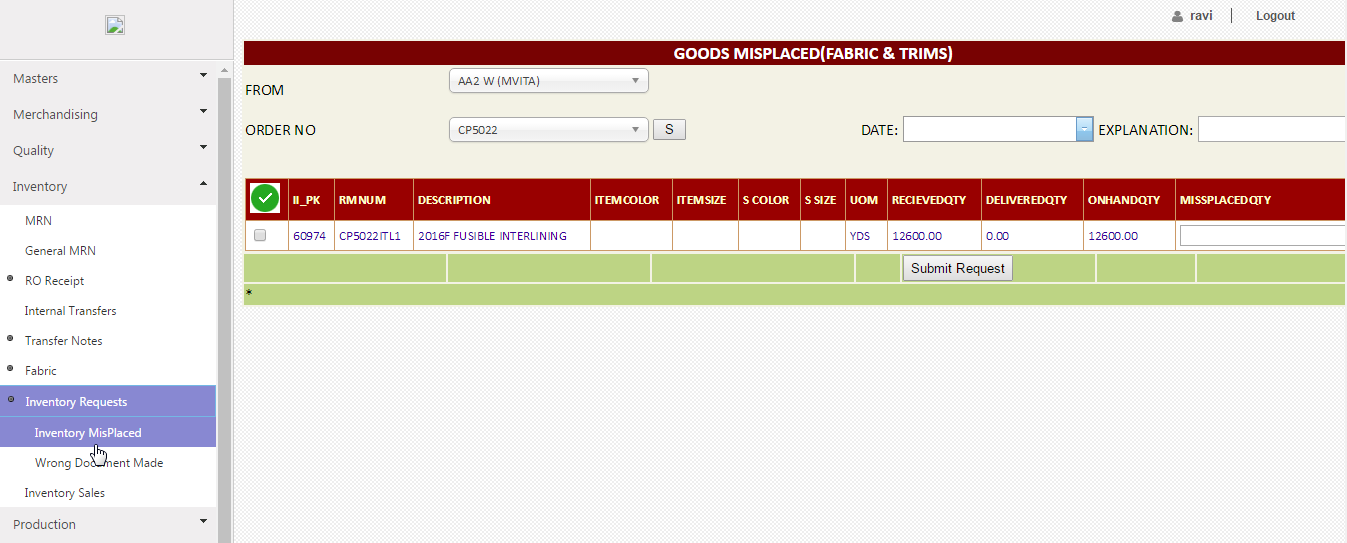 ravi | Logout
GOODS MISPLACED(FABRIC & TRIMS)
Masters
Merchandising
Quality
Inventory
MRN
General MRN
RO Receipt
Internal Transfers
Transfer Notes
Fabric
Inventory Requests
Inventory MisPlaced
Wrong Document Made
Inventory Sales
Production
FROM AA2 W (MVITA)
ORDER NO CP5022 S DATE: EXPLANATION:
II_PK RMNUM DESCRIPTION ITEMCOLOR ITEMSIZE S COLOR S SIZE UOM RECIEVEDQTY DELIVEREDQTY ONHANDQTY MISSPLACEDQTY
60974 CP5022ITL1 2016F FUSIBLE INTERLINING YDS 12600.00 0.00 12600.00
Submit Request
*